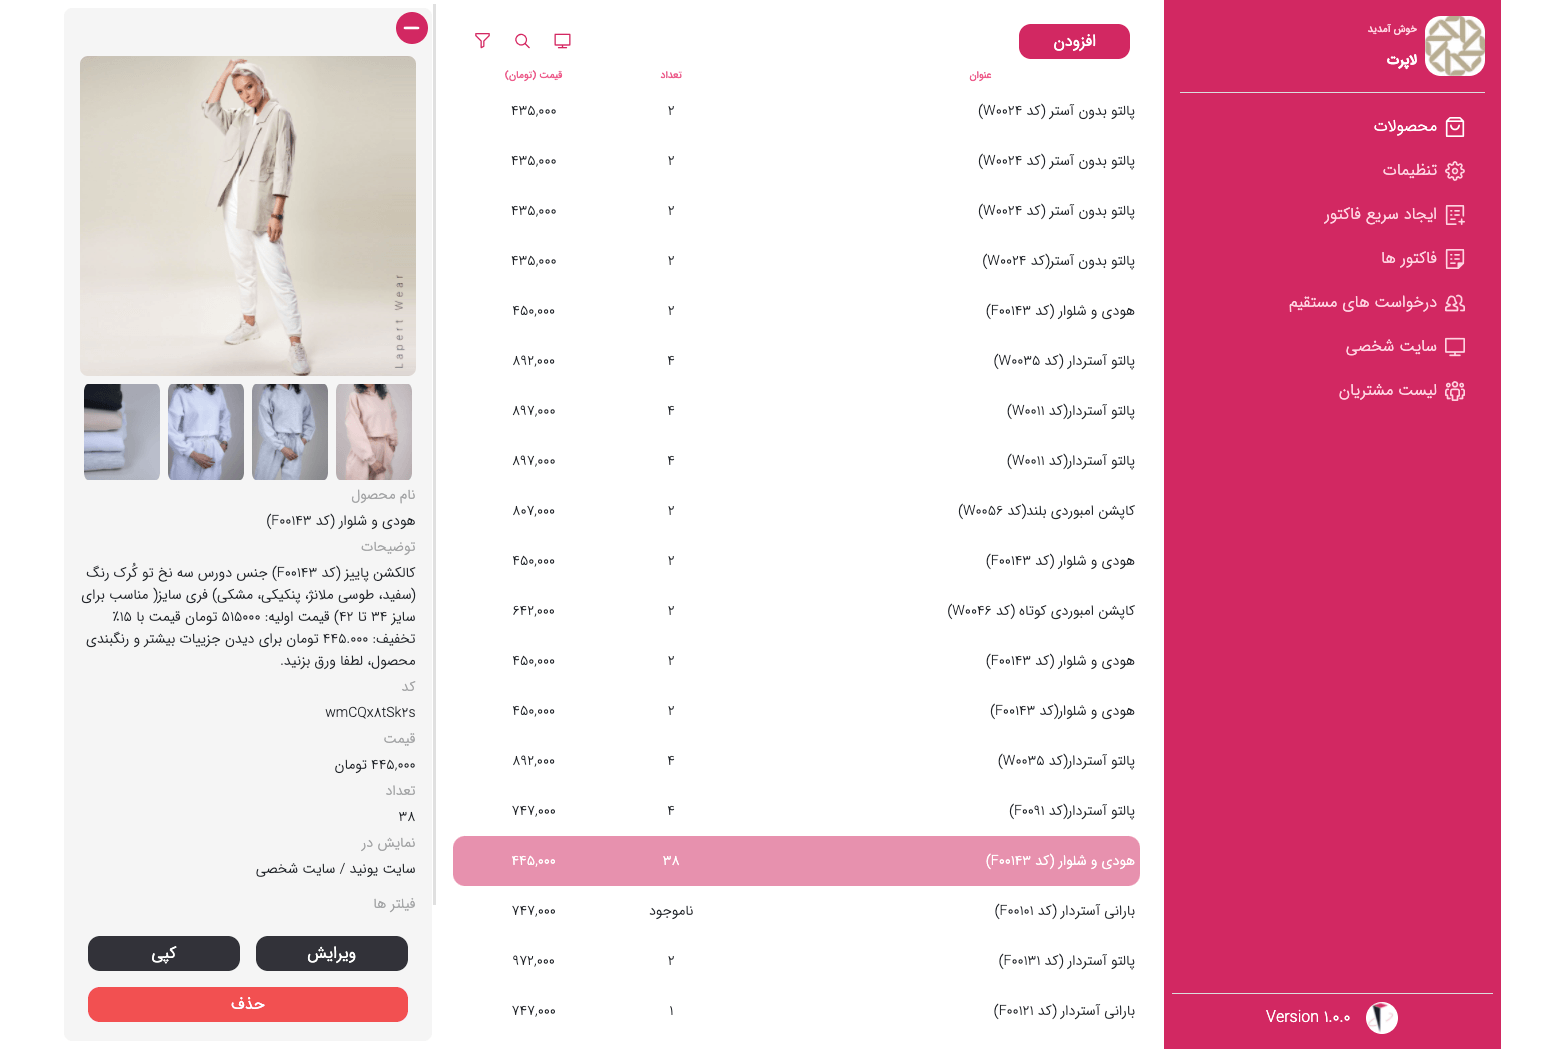 خوش آمدید
لاپرت
محصولات
تنظیمات
ایجاد سریع فاکتور
فاکتور ها
درخواست های مستقیم
سایت شخصی
لیست مشتریان
Version ۱.۰.۰
افزودن
عنوان تعداد قیمت (تومان)
پالتو بدون آستر (کد W۰۰۲۴) ۲ ۴۳۵,۰۰۰
پالتو بدون آستر (کد W۰۰۲۴) ۲ ۴۳۵,۰۰۰
پالتو بدون آستر (کد W۰۰۲۴) ۲ ۴۳۵,۰۰۰
پالتو بدون آستر(کد W۰۰۲۴) ۲ ۴۳۵,۰۰۰
هودی و شلوار (کد F۰۰۱۴۳) ۲ ۴۵۰,۰۰۰
پالتو آستردار (کد W۰۰۳۵) ۴ ۸۹۲,۰۰۰
پالتو آستردار(کد W۰۰۱۱) ۴ ۸۹۷,۰۰۰
پالتو آستردار(کد W۰۰۱۱) ۴ ۸۹۷,۰۰۰
کاپشن امبوردی بلند(کد W۰۰۵۶) ۲ ۸۰۷,۰۰۰
هودی و شلوار (کد F۰۰۱۴۳) ۲ ۴۵۰,۰۰۰
کاپشن امبوردی کوتاه (کد W۰۰۴۶) ۲ ۶۴۲,۰۰۰
هودی و شلوار (کد F۰۰۱۴۳) ۲ ۴۵۰,۰۰۰
هودی و شلوار(کد F۰۰۱۴۳) ۲ ۴۵۰,۰۰۰
پالتو آستردار(کد W۰۰۳۵) ۴ ۸۹۲,۰۰۰
پالتو آستردار(کد F۰۰۹۱) ۴ ۷۴۷,۰۰۰
هودی و شلوار (کد F۰۰۱۴۳) ۳۸ ۴۴۵,۰۰۰
بارانی آستردار (کد F۰۰۱۰۱) ناموجود ۷۴۷,۰۰۰
پالتو آستردار (کد F۰۰۱۳۱) ۲ ۹۷۲,۰۰۰
بارانی آستردار (کد F۰۰۱۲۱) ۱ ۷۴۷,۰۰۰
Lapert Wear
نام محصول
هودی و شلوار (کد F۰۰۱۴۳)
توضیحات
کالکشن پاییز (کد F۰۰۱۴۳) جنس دورس سه نخ تو کُرک رنگ
(سفید، طوسی ملانژ، پنکیکی، مشکی) فری سایز( مناسب برای
سایز ۳۴ تا ۴۲) قیمت اولیه: ۵۱۵۰۰۰ تومان قیمت با ۱۵٪
تخفیف: ۴۴۵.۰۰۰ تومان برای دیدن جزییات بیشتر و رنگبندی
محصول، لطفا ورق بزنید.
کد
wmCQx۸tSk۲s
قیمت
۴۴۵,۰۰۰ تومان
تعداد
۳۸
نمایش در
سایت یونید / سایت شخصی
فیلتر ها
ویرایش
کپی
حذف